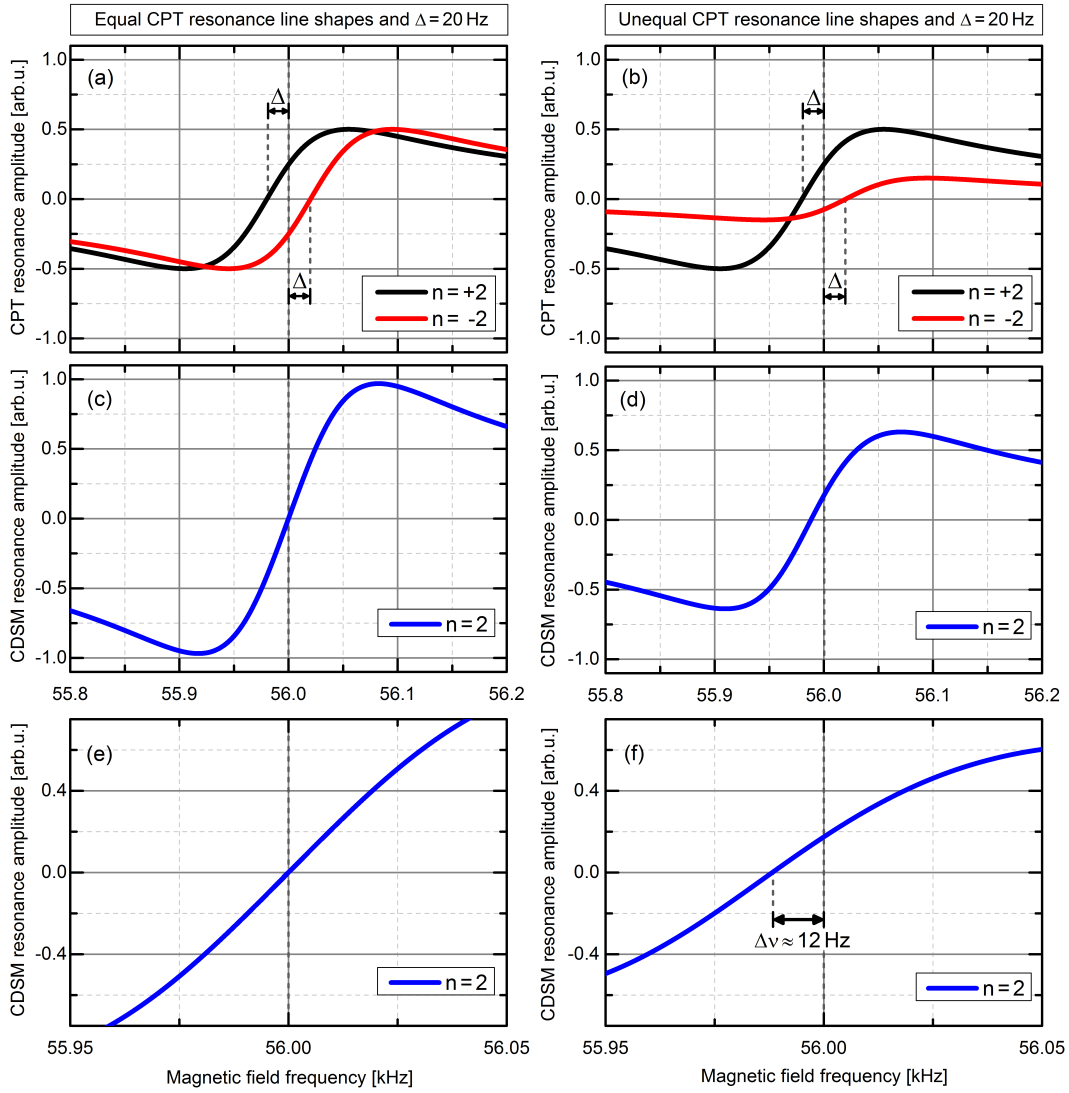 Equal CPT resonance line shapes and Δ = 20 Hz
Unequal CPT resonance line shapes and Δ = 20 Hz
CPT resonance amplitude [arb.u.]
1.0
0.5
0.0
-0.5
-1.0
(a)
Δ
Δ
n = +2
n = -2
CPT resonance amplitude [arb.u.]
1.0
0.5
0.0
-0.5
-1.0
(b)
Δ
Δ
n = +2
n = -2
CDSM resonance amplitude [arb.u.]
1.0
0.5
0.0
-0.5
-1.0
(c)
n = 2
55.8 55.9 56.0 56.1 56.2
CDSM resonance amplitude [arb.u.]
1.0
0.5
0.0
-0.5
-1.0
(d)
n = 2
55.8 55.9 56.0 56.1 56.2
CDSM resonance amplitude [arb.u.]
0.4
0.0
-0.4
(e)
n = 2
55.95 56.00 56.05
Magnetic field frequency [kHz]
CDSM resonance amplitude [arb.u.]
0.4
0.0
-0.4
(f)
Δν ≈ 12 Hz
n = 2
55.95 56.00 56.05
Magnetic field frequency [kHz]